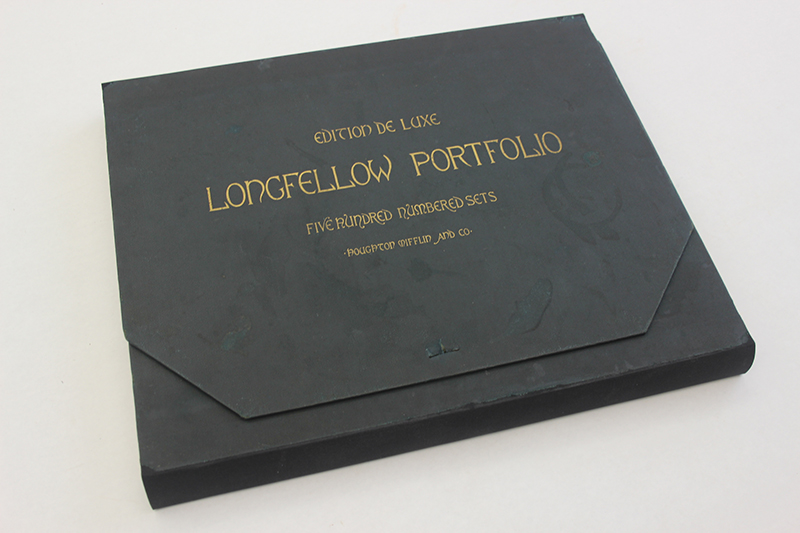 EDITION DE LUXE
LONGFELLOW PORTFOLIO
FIVE HUNDRED NUMBERED SETS
·HOUGHTON MIFFLIN AND CO·